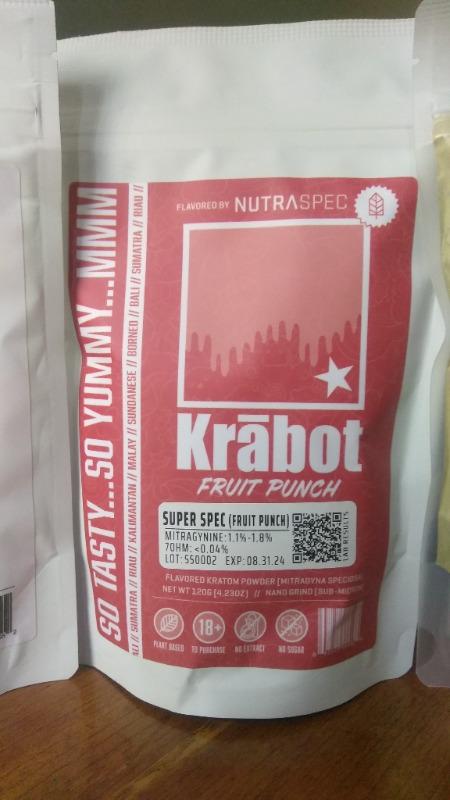 FLAVORED BY NUTRASPEC
SO TASTY...SO YUMMY...MMM
SUMATRA // RIAU // KALIMANTAN // MALAY // SUNDANESE // BORNEO // BALI // SUMATRA // RIAU //
Krābot
FRUIT PUNCH
SUPER SPEC (FRUIT PUNCH)
MITRAGYNINE: 1.1%-1.8%
7OHM: <0.04%
LOT: 550002 EXP: 08.31.24
LAB RESULTS
FLAVORED KRATOM POWDER [MITRAGYNA SPECIOSA
NET WT 120G [4.23OZ] // NANO GRIND [SUB-MICRON
18+
PLANT BASED
TO PURCHASE
NO EXTRACT
NO SUGAR